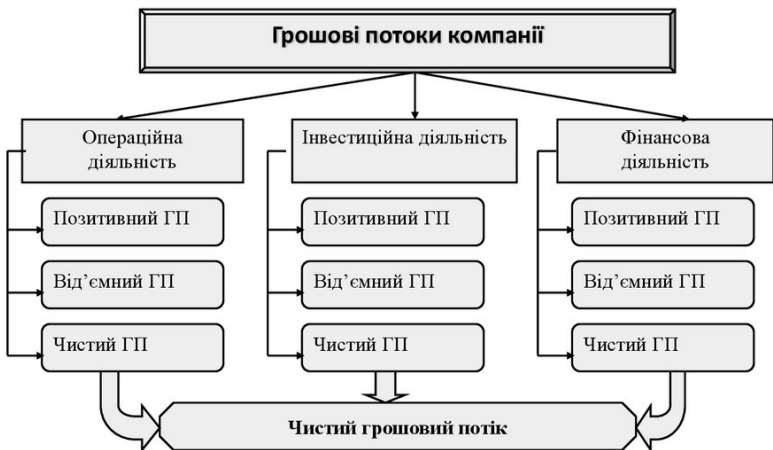 Грошові потоки компанії
Операційна
діяльність
Інвестиційна діяльність
Фінансова
діяльність
Позитивний ГП
Позитивний ГП
Позитивний ГП
Від’ємний ГП
Від’ємний ГП
Від’ємний ГП
Чистий ГП
Чистий ГП
Чистий ГП
Чистий грошовий потік